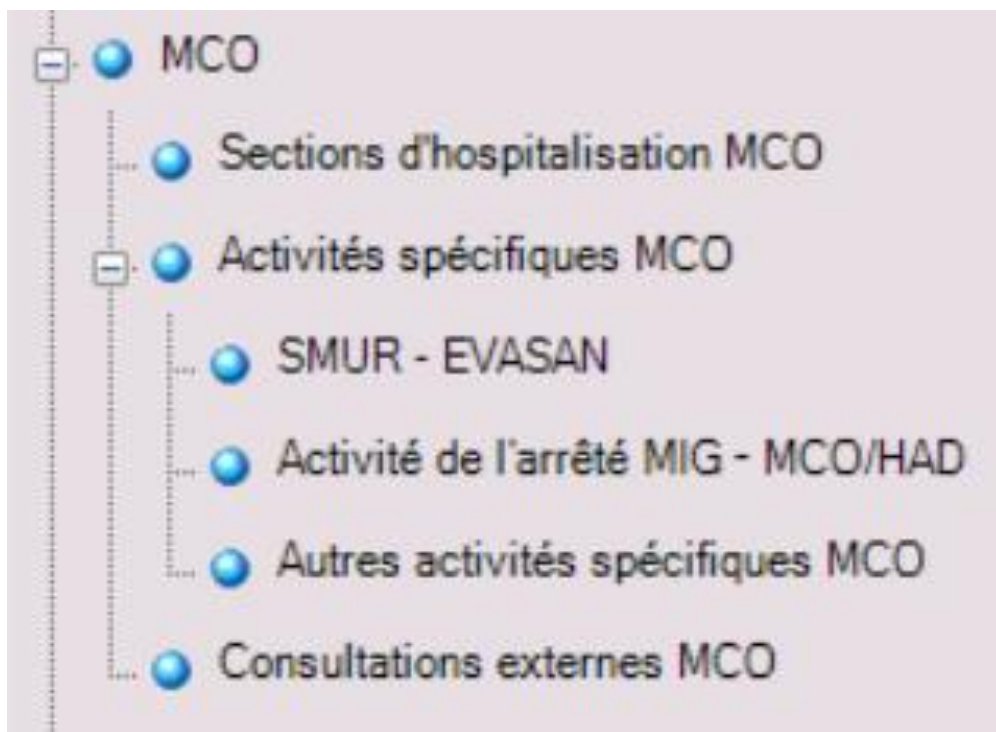 MCO
Sections d'hospitalisation MCO
Activités spécifiques MCO
SMUR - EVASAN
Activité de l'arrêté MIG - MCO/HAD
Autres activités spécifiques MCO
Consultations externes MCO